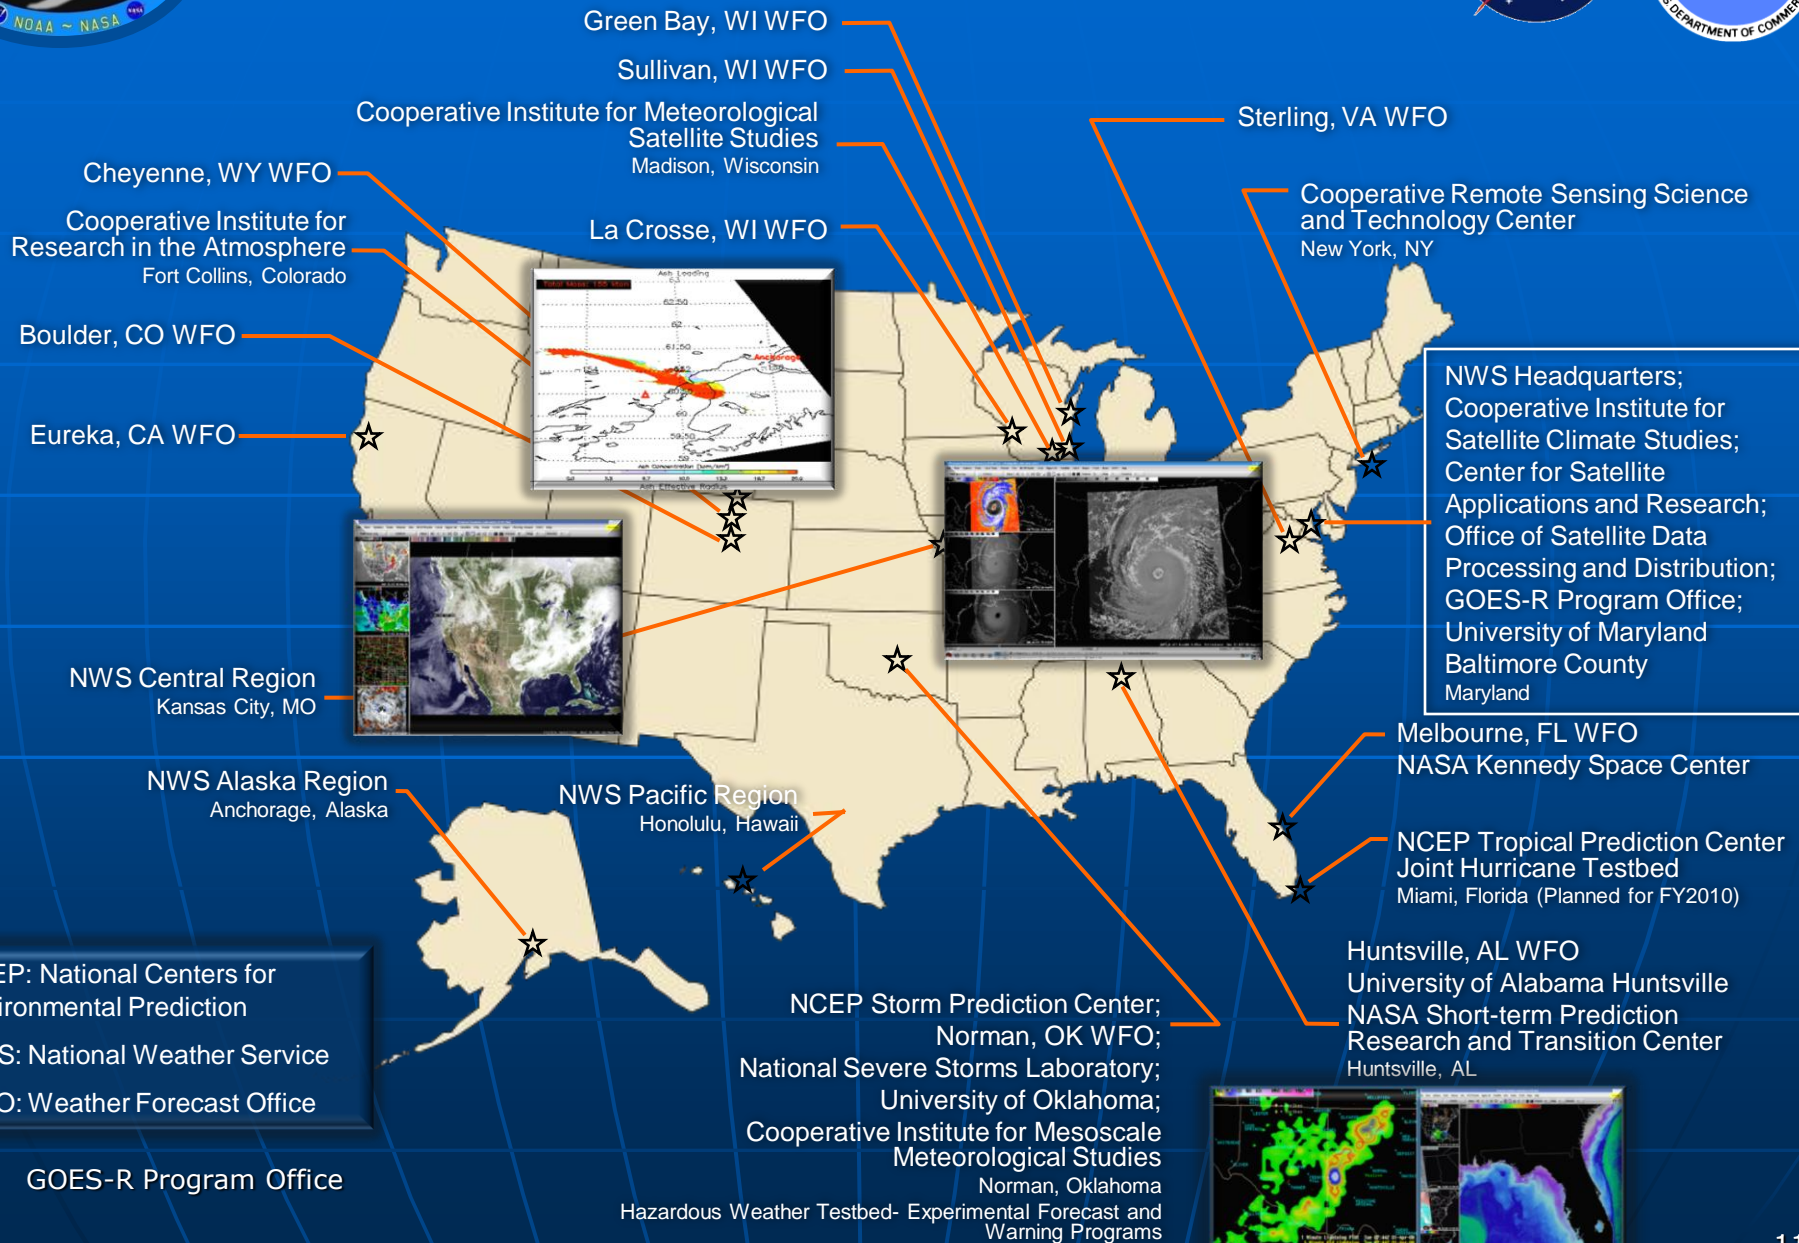 NOAA ~ NASA
DEPARTMENT OF COMMER
Green Bay, WI WFO
Sullivan, WI WFO
Cooperative Institute for Meteorological
Satellite Studies
Madison, Wisconsin
Sterling, VA WFO
Cheyenne, WY WFO
Cooperative Remote Sensing Science
and Technology Center
New York, NY
Cooperative Institute for
Research in the Atmosphere
Fort Collins, Colorado
La Crosse, WI WFO
Boulder, CO WFO
Eureka, CA WFO
Ash Loading
Anchorage
Ash Effective Radius
NWS Headquarters;
Cooperative Institute for
Satellite Climate Studies;
Center for Satellite
Applications and Research;
Office of Satellite Data
Processing and Distribution;
GOES-R Program Office;
University of Maryland
Baltimore County
Maryland
NWS Central Region
Kansas City, MO
Melbourne, FL WFO
NASA Kennedy Space Center
NWS Alaska Region
Anchorage, Alaska
NWS Pacific Region
Honolulu, Hawaii
NCEP Tropical Prediction Center
Joint Hurricane Testbed
Miami, Florida (Planned for FY2010)
EP: National Centers for
ironmental Prediction
S: National Weather Service
O: Weather Forecast Office
Huntsville, AL WFO
University of Alabama Huntsville
NASA Short-term Prediction
Research and Transition Center
Huntsville, AL
NCEP Storm Prediction Center;
Norman, OK WFO;
National Severe Storms Laboratory;
University of Oklahoma;
Cooperative Institute for Mesoscale
Meteorological Studies
Norman, Oklahoma
Hazardous Weather Testbed- Experimental Forecast and
Warning Programs
GOES-R Program Office
11